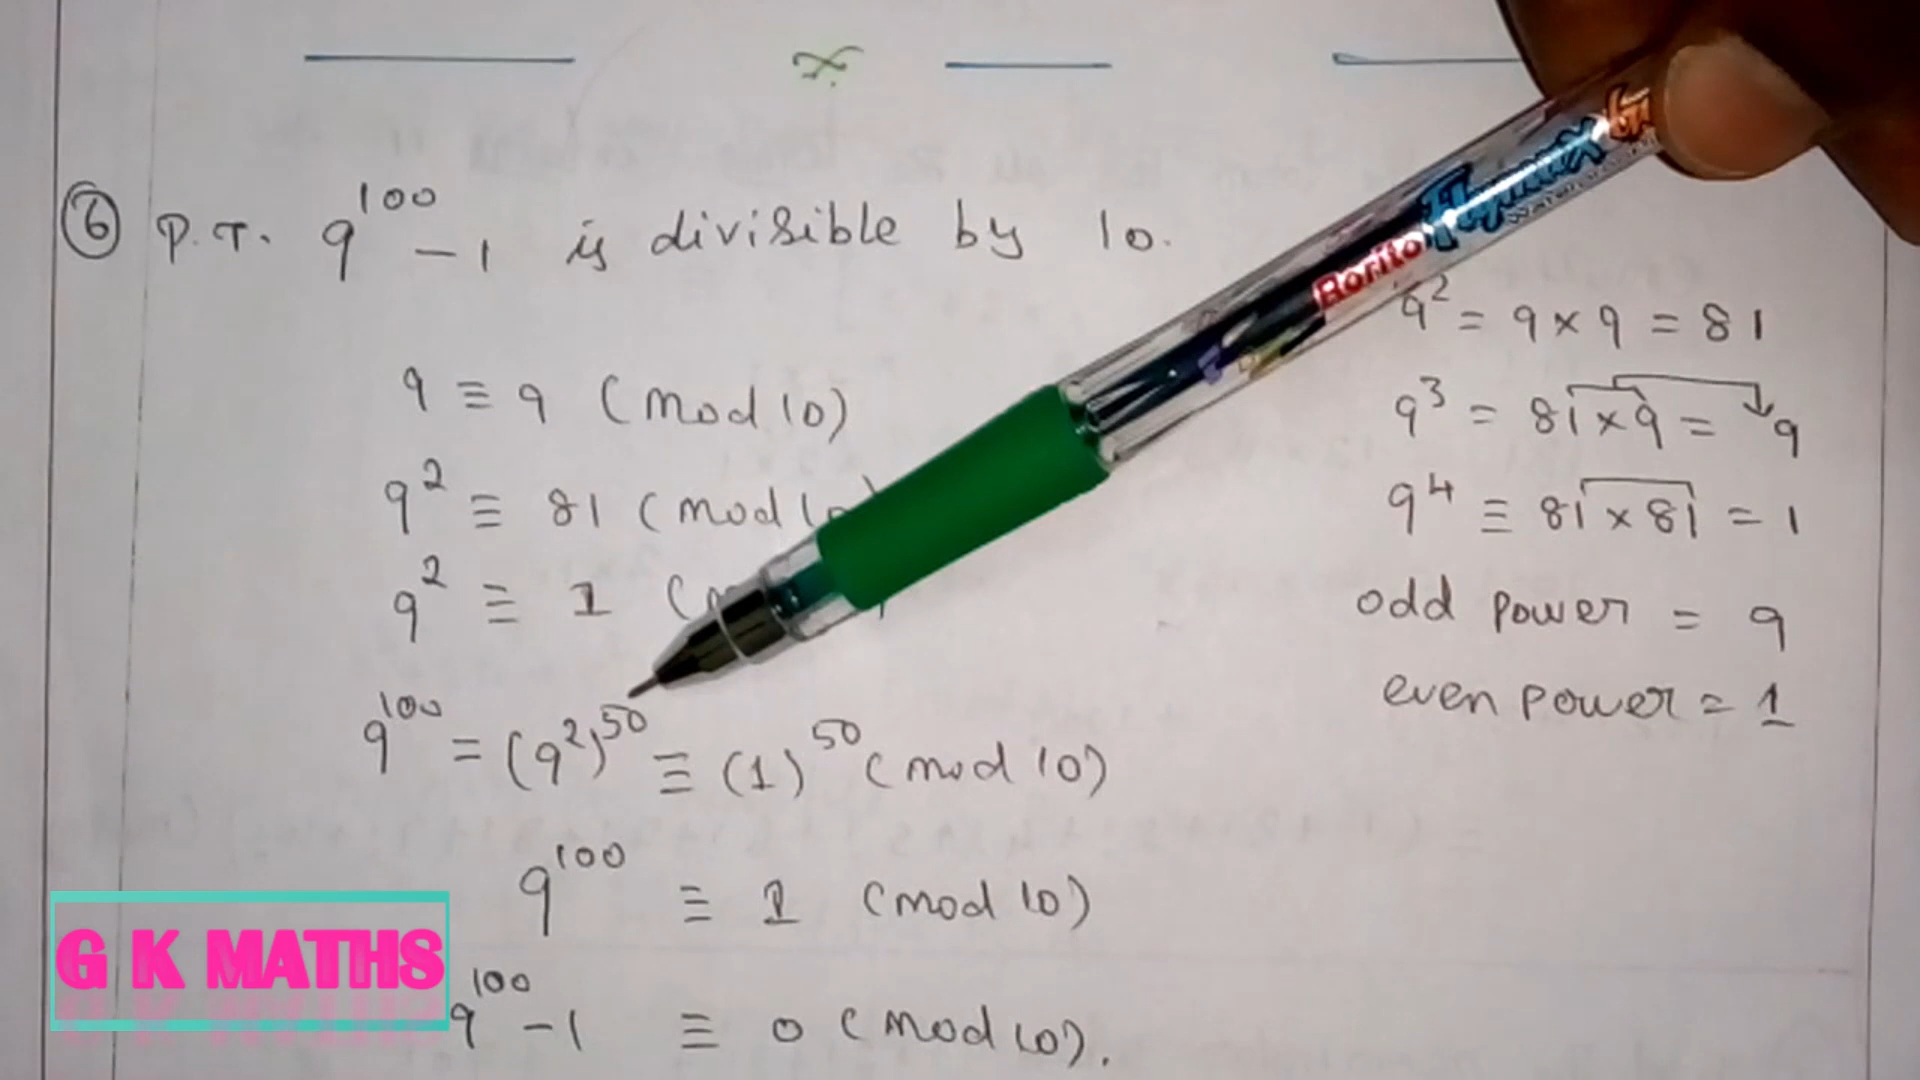 6 P.T. 9^100 - 1 is divisible by 10.
9 ≡ 9 (mod 10)
9^2 ≡ 81 (mod 10
9^2 ≡ 1 (
9^100 = (9^2)^50 ≡ (1)^50 (mod 10)
9^100 ≡ 1 (mod 10)
9^100 - 1 ≡ 0 (mod 10).
9^2 = 9 × 9 = 81
9^3 = 81 × 9 = 9
9^4 ≡ 81 × 81 = 1
odd power = 9
even power = 1
Rorito
Flymax
G K MATHS